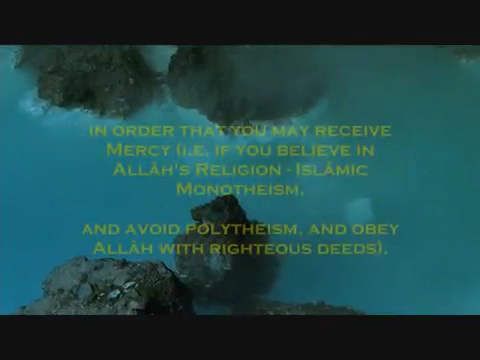 in order that you may receive
Mercy (i.e. if you believe in
Allâh's Religion - Islâmic
Monotheism,
and avoid polytheism, and obey
Allâh with righteous deeds).